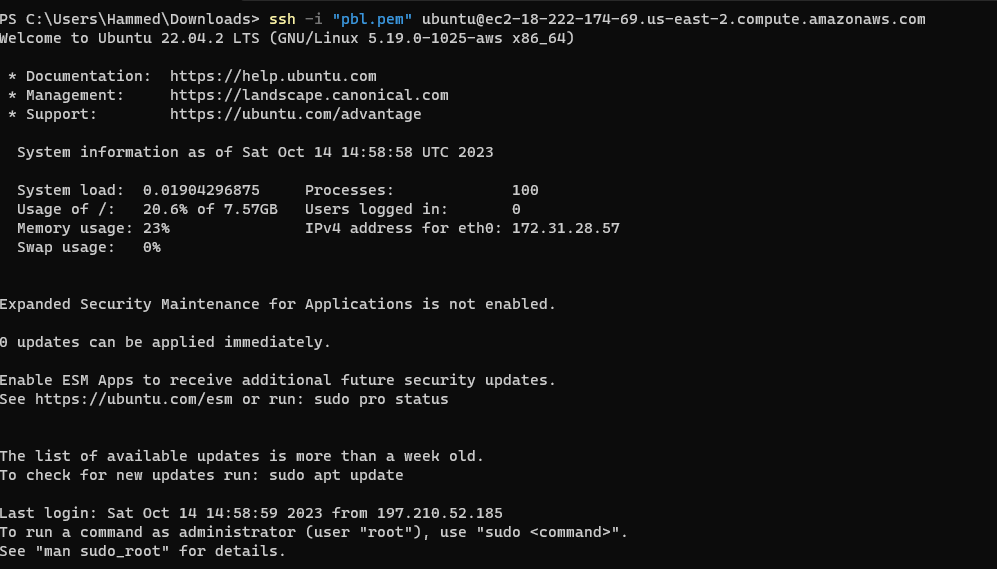 PS C:\Users\Hammed\Downloads> ssh -i "pbl.pem" ubuntu@ec2-18-222-174-69.us-east-2.compute.amazonaws.com
Welcome to Ubuntu 22.04.2 LTS (GNU/Linux 5.19.0-1025-aws x86_64)

 * Documentation:  https://help.ubuntu.com
 * Management:     https://landscape.canonical.com
 * Support:        https://ubuntu.com/advantage

  System information as of Sat Oct 14 14:58:58 UTC 2023

  System load:  0.01904296875     Processes:             100
  Usage of /:   20.6% of 7.57GB   Users logged in:       0
  Memory usage: 23%               IPv4 address for eth0: 172.31.28.57
  Swap usage:   0%

Expanded Security Maintenance for Applications is not enabled.

0 updates can be applied immediately.

Enable ESM Apps to receive additional future security updates.
See https://ubuntu.com/esm or run: sudo pro status

The list of available updates is more than a week old.
To check for new updates run: sudo apt update

Last login: Sat Oct 14 14:58:59 2023 from 197.210.52.185
To run a command as administrator (user "root"), use "sudo <command>".
See "man sudo_root" for details.